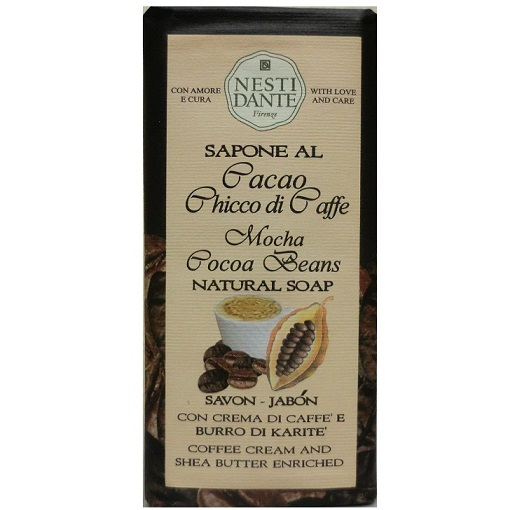 CON AMORE
E CURA
NESTI
DANTE
Firenze
WITH LOVE
AND CARE
SAPONE AL
Cacao
Chicco di Caffe
Mocha
Cocoa Beans
NATURAL SOAP
SAVON - JABÓN
CON CREMA DI CAFFE' E
BURRO DI KARITE'
COFFEE CREAM AND
SHEA BUTTER ENRICHED